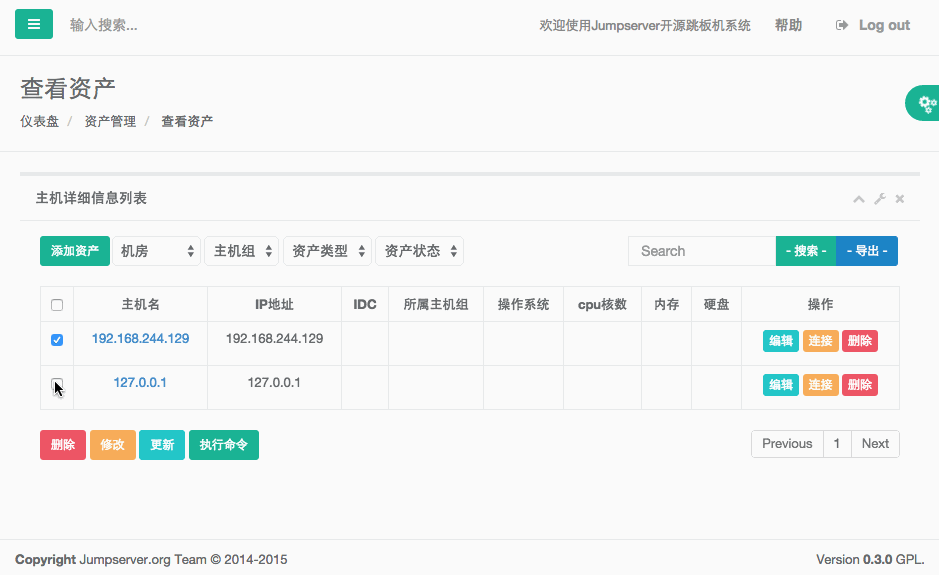 输入搜索... 欢迎使用Jumpserver开源跳板机系统 帮助 Log out
查看资产
仪表盘 / 资产管理 / 查看资产
主机详细信息列表
添加资产 机房 主机组 资产类型 资产状态 Search - 搜索 - - 导出 -
主机名 IP地址 IDC 所属主机组 操作系统 cpu核数 内存 硬盘 操作
192.168.244.129 192.168.244.129 编辑 连接 删除
127.0.0.1 127.0.0.1 编辑 连接 删除
删除 修改 更新 执行命令 Previous 1 Next
Copyright Jumpserver.org Team © 2014-2015 Version 0.3.0 GPL.